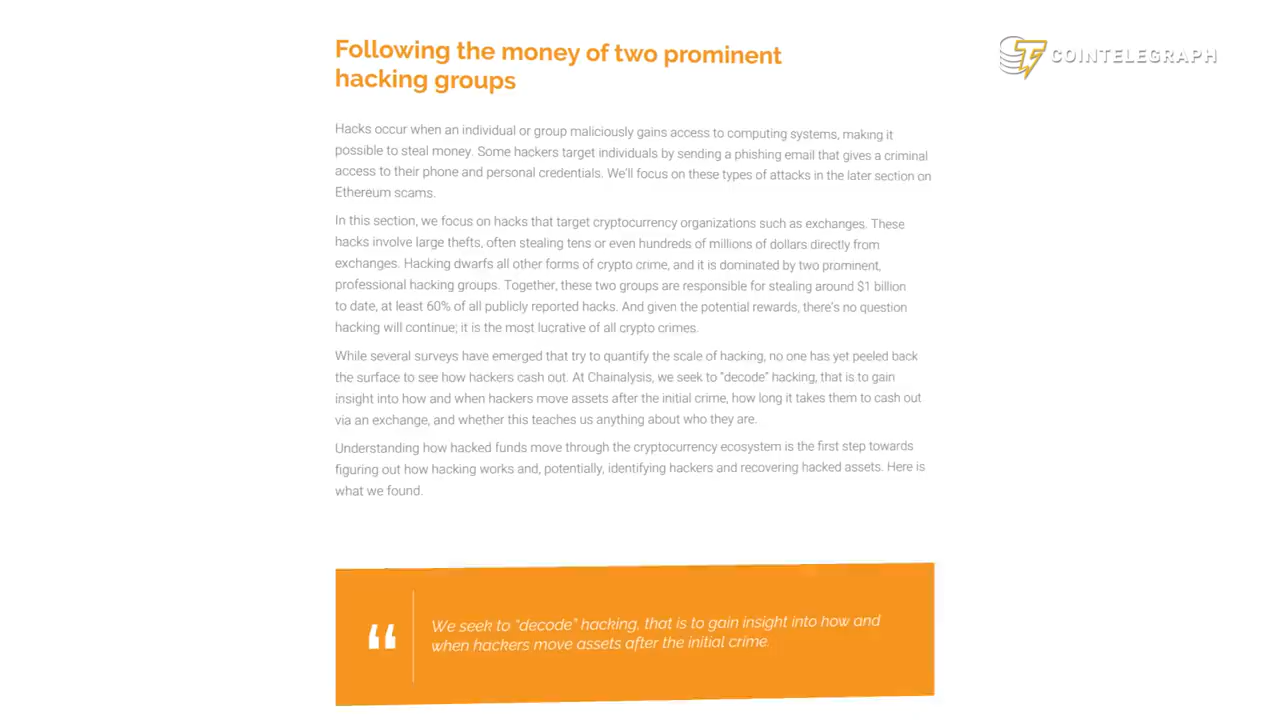 Following the money of two prominent
hacking groups
COINTELEGRAPH
Hacks occur when an individual or group maliciously gains access to computing systems, making it
possible to steal money. Some hackers target individuals by sending a phishing email that gives a criminal
access to their phone and personal credentials. We'll focus on these types of attacks in the later section on
Ethereum scams.
In this section, we focus on hacks that target cryptocurrency organizations such as exchanges. These
hacks involve large thefts, often stealing tens or even hundreds of millions of dollars directly from
exchanges. Hacking dwarfs all other forms of crypto crime, and it is dominated by two prominent,
professional hacking groups. Together, these two groups are responsible for stealing around $1 billion
to date, at least 60% of all publicly reported hacks. And given the potential rewards, there's no question
hacking will continue; it is the most lucrative of all crypto crimes.
While several surveys have emerged that try to quantify the scale of hacking, no one has yet peeled back
the surface to see how hackers cash out. At Chainalysis, we seek to "decode" hacking, that is to gain
insight into how and when hackers move assets after the initial crime, how long it takes them to cash out
via an exchange, and whether this teaches us anything about who they are.
Understanding how hacked funds move through the cryptocurrency ecosystem is the first step towards
figuring out how hacking works and, potentially, identifying hackers and recovering hacked assets. Here is
what we found.
“ We seek to "decode" hacking, that is to gain insight into how and
when hackers move assets after the initial crime.